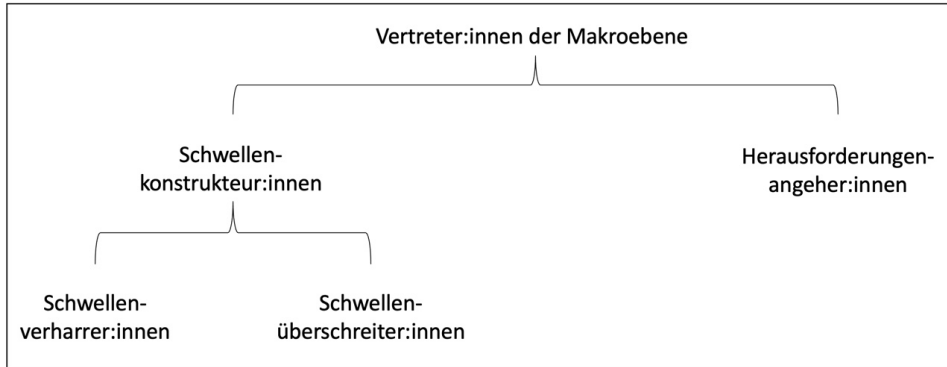 Vertreter:innen der Makroebene
Schwellen-
konstrukteur:innen
Herausforderungen-
angeher:innen
Schwellen-
verharrer:innen
Schwellen-
überschreiter:innen